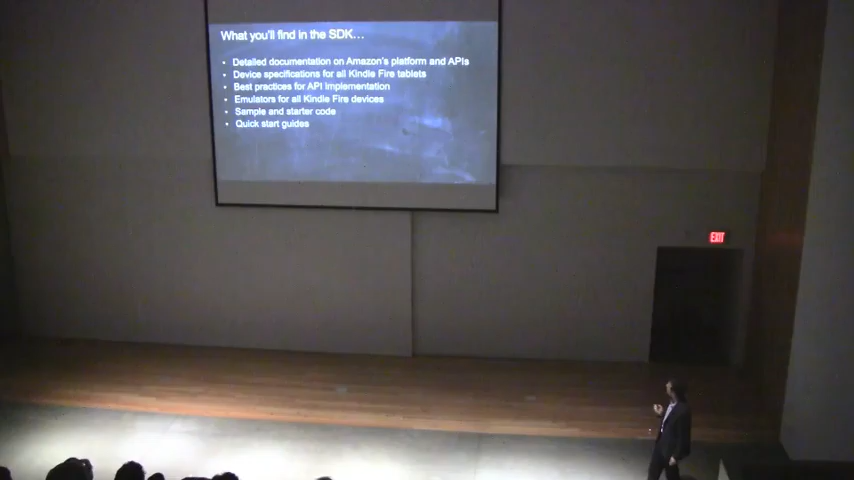 What you'll find in the SDK...
• Detailed documentation on Amazon's platform and APIs
• Device specifications for all Kindle Fire tablets
• Best practices for API implementation
• Emulators for all Kindle Fire devices
• Sample and starter code
• Quick start guides
EXIT